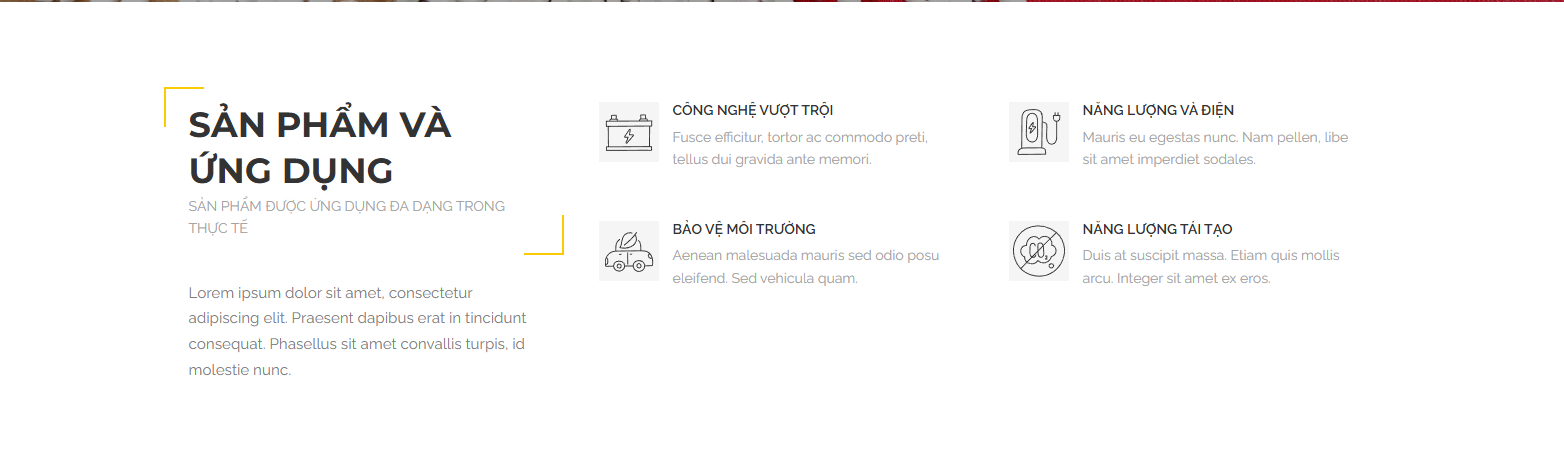 SẢN PHẨM VÀ
ỨNG DỤNG
SẢN PHẨM ĐƯỢC ỨNG DỤNG ĐA DẠNG TRONG
THỰC TẾ
Lorem ipsum dolor sit amet, consectetur
adipiscing elit. Praesent dapibus erat in tincidunt
consequat. Phasellus sit amet convallis turpis, id
molestie nunc.
CÔNG NGHỆ VƯỢT TRỘI
Fusce efficitur, tortor ac commodo preti,
tellus dui gravida ante memori.
NĂNG LƯỢNG VÀ ĐIỆN
Mauris eu egestas nunc. Nam pellen, libe
sit amet imperdiet sodales.
BẢO VỆ MÔI TRƯỜNG
Aenean malesuada mauris sed odio posu
eleifend. Sed vehicula quam.
CO₂
NĂNG LƯỢNG TÁI TẠO
Duis at suscipit massa. Etiam quis mollis
arcu. Integer sit amet ex eros.